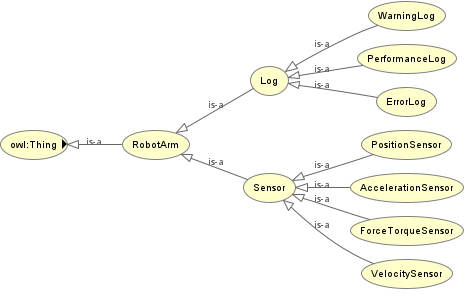 WarningLog
is-a
PerformanceLog
is-a
Log
is-a
ErrorLog
is-a
owl:Thing
is-a
RobotArm
PositionSensor
is-a
is-a
Sensor
is-a
AccelerationSensor
is-a
ForceTorqueSensor
is-a
VelocitySensor